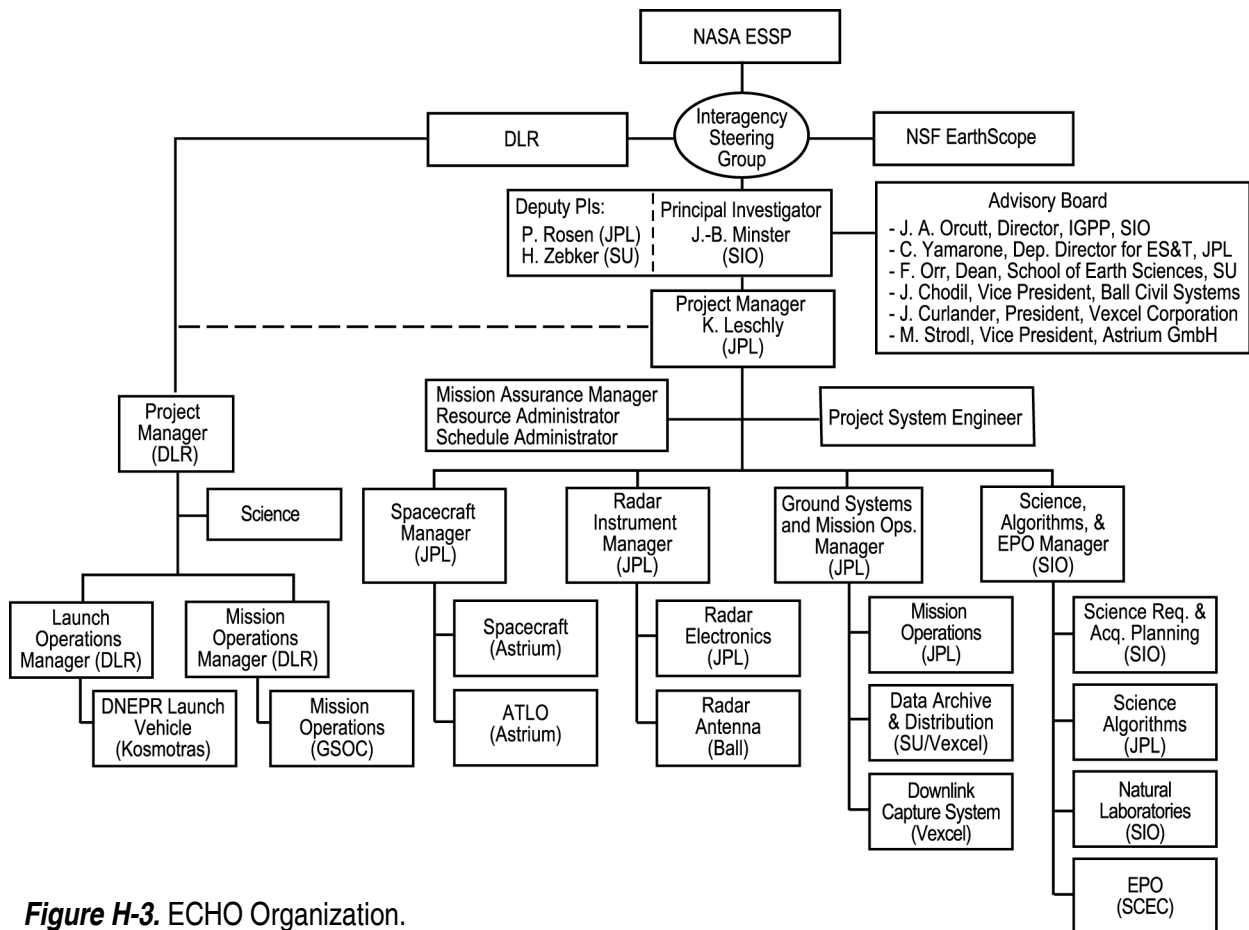 NASA ESSP
Interagency
Steering
Group
DLR
NSF EarthScope
Deputy PIs:
P. Rosen (JPL)
H. Zebker (SU)
Principal Investigator
J.-B. Minster
(SIO)
Advisory Board
- J. A. Orcutt, Director, IGPP, SIO
- C. Yamarone, Dep. Director for ES&T, JPL
- F. Orr, Dean, School of Earth Sciences, SU
- J. Chodil, Vice President, Ball Civil Systems
- J. Curlander, President, Vexcel Corporation
- M. Strodl, Vice President, Astrium GmbH
Project Manager
K. Leschly
(JPL)
Mission Assurance Manager
Resource Administrator
Schedule Administrator
Project System Engineer
Project
Manager
(DLR)
Science
Launch
Operations
Manager (DLR)
DNEPR Launch
Vehicle
(Kosmotras)
Mission
Operations
Manager (DLR)
Mission
Operations
(GSOC)
Spacecraft
Manager
(JPL)
Spacecraft
(Astrium)
ATLO
(Astrium)
Radar
Instrument
Manager
(JPL)
Radar
Electronics
(JPL)
Radar
Antenna
(Ball)
Ground Systems
and Mission Ops.
Manager
(JPL)
Mission
Operations
(JPL)
Data Archive
& Distribution
(SU/Vexcel)
Downlink
Capture System
(Vexcel)
Science,
Algorithms, &
EPO Manager
(SIO)
Science Req. &
Acq. Planning
(SIO)
Science
Algorithms
(JPL)
Natural
Laboratories
(SIO)
EPO
(SCEC)
Figure H-3. ECHO Organization.